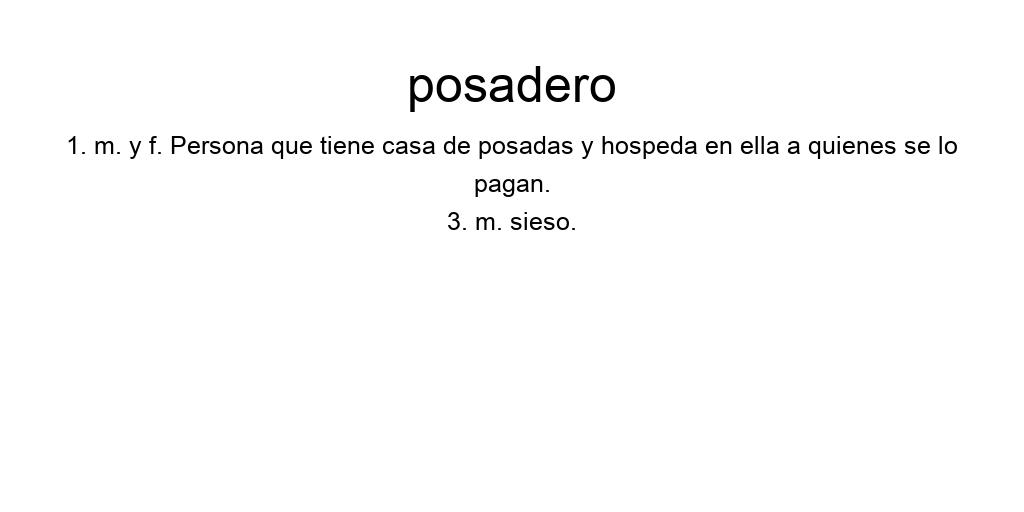 posadero
1. m. y f. Persona que tiene casa de posadas y hospeda en ella a quienes se lo
pagan.
3. m. sieso.